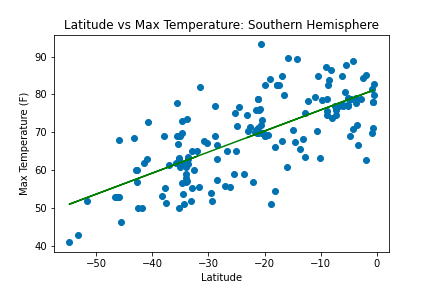 Latitude vs Max Temperature: Southern Hemisphere
Max Temperature (F)
90
80
70
60
50
40
−50 −40 −30 −20 −10 0
Latitude